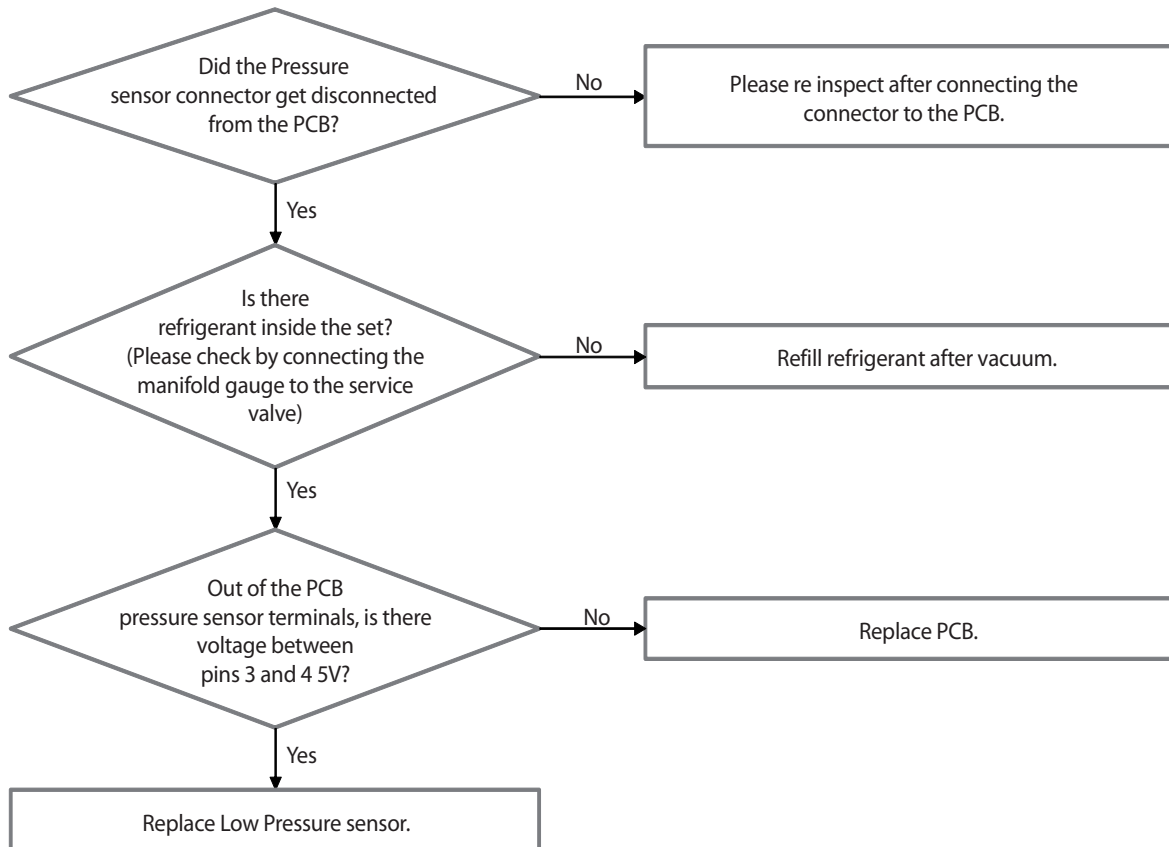 Did the Pressure
sensor connector get disconnected
from the PCB?
No
Please re inspect after connecting the
connector to the PCB.
Yes
Is there
refrigerant inside the set?
(Please check by connecting the
manifold gauge to the service
valve)
No
Refill refrigerant after vacuum.
Yes
Out of the PCB
pressure sensor terminals, is there
voltage between
pins 3 and 4 5V?
No
Replace PCB.
Yes
Replace Low Pressure sensor.